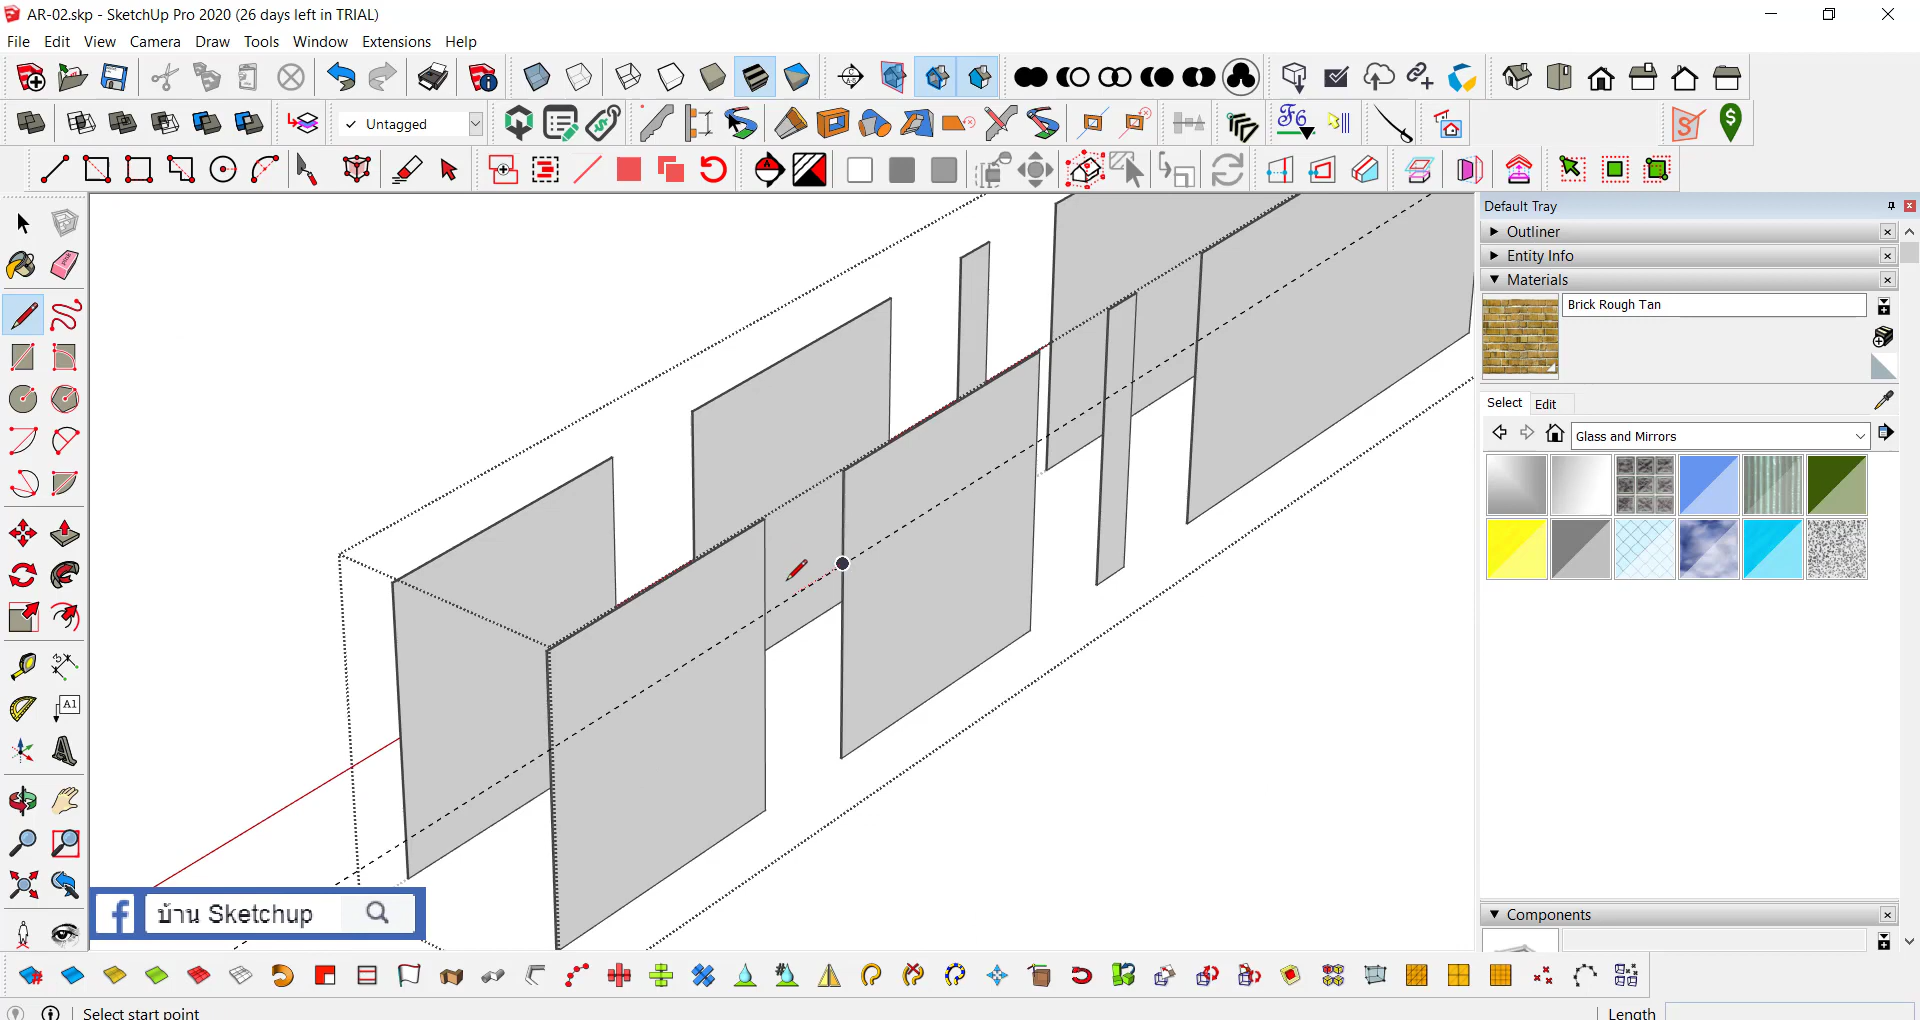 AR-02.skp - SketchUp Pro 2020 (26 days left in TRIAL)
File Edit View Camera Draw Tools Window Extensions Help
✓ Untagged
Default Tray
Outliner
Entity Info
Materials
Brick Rough Tan
Select Edit
Glass and Mirrors
บ้าน Sketchup
Components
Select start point
Length